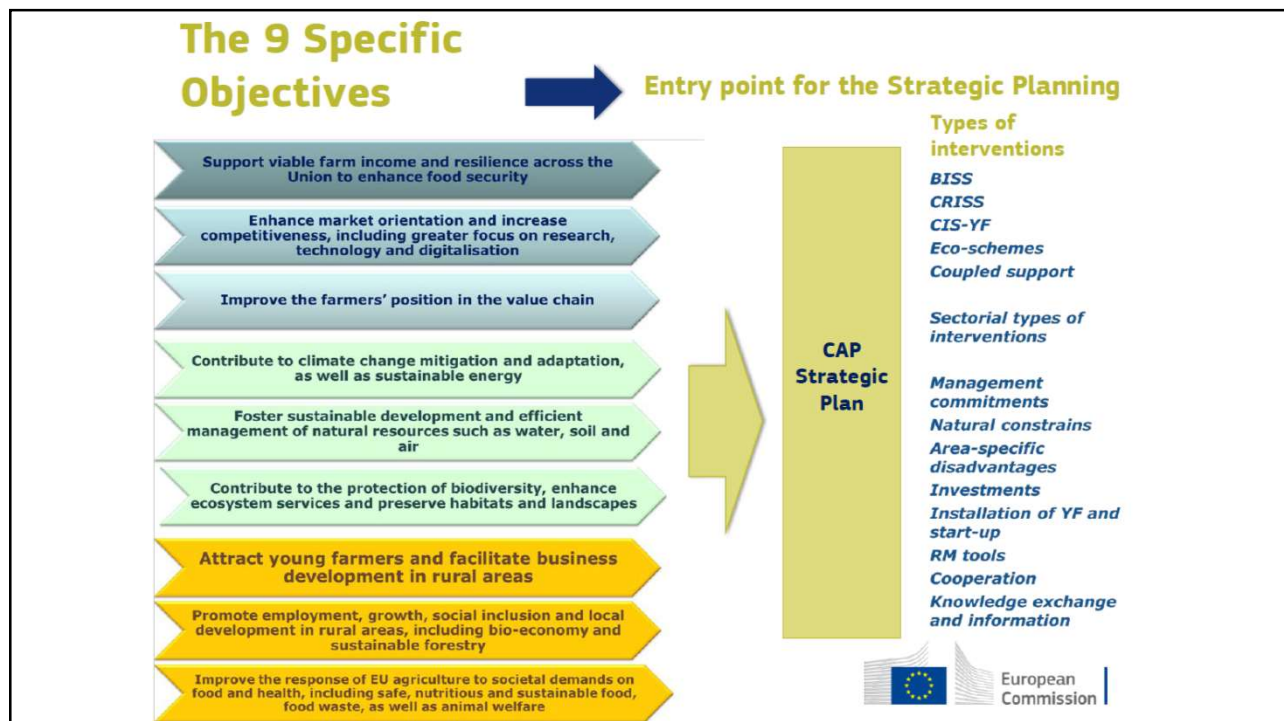 The 9 Specific
Objectives
Entry point for the Strategic Planning
Support viable farm income and resilience across the
Union to enhance food security
Enhance market orientation and increase
competitiveness, including greater focus on research,
technology and digitalisation
Improve the farmers' position in the value chain
Contribute to climate change mitigation and adaptation,
as well as sustainable energy
Foster sustainable development and efficient
management of natural resources such as water, soil and
air
Contribute to the protection of biodiversity, enhance
ecosystem services and preserve habitats and landscapes
Attract young farmers and facilitate business
development in rural areas
Promote employment, growth, social inclusion and local
development in rural areas, including bio-economy and
sustainable forestry
Improve the response of EU agriculture to societal demands on
food and health, including safe, nutritious and sustainable food,
food waste, as well as animal welfare
CAP
Strategic
Plan
Types of
interventions
BISS
CRISS
CIS-YF
Eco-schemes
Coupled support
Sectorial types of
interventions
Management
commitments
Natural constrains
Area-specific
disadvantages
Investments
Installation of YF and
start-up
RM tools
Cooperation
Knowledge exchange
and information
European
Commission